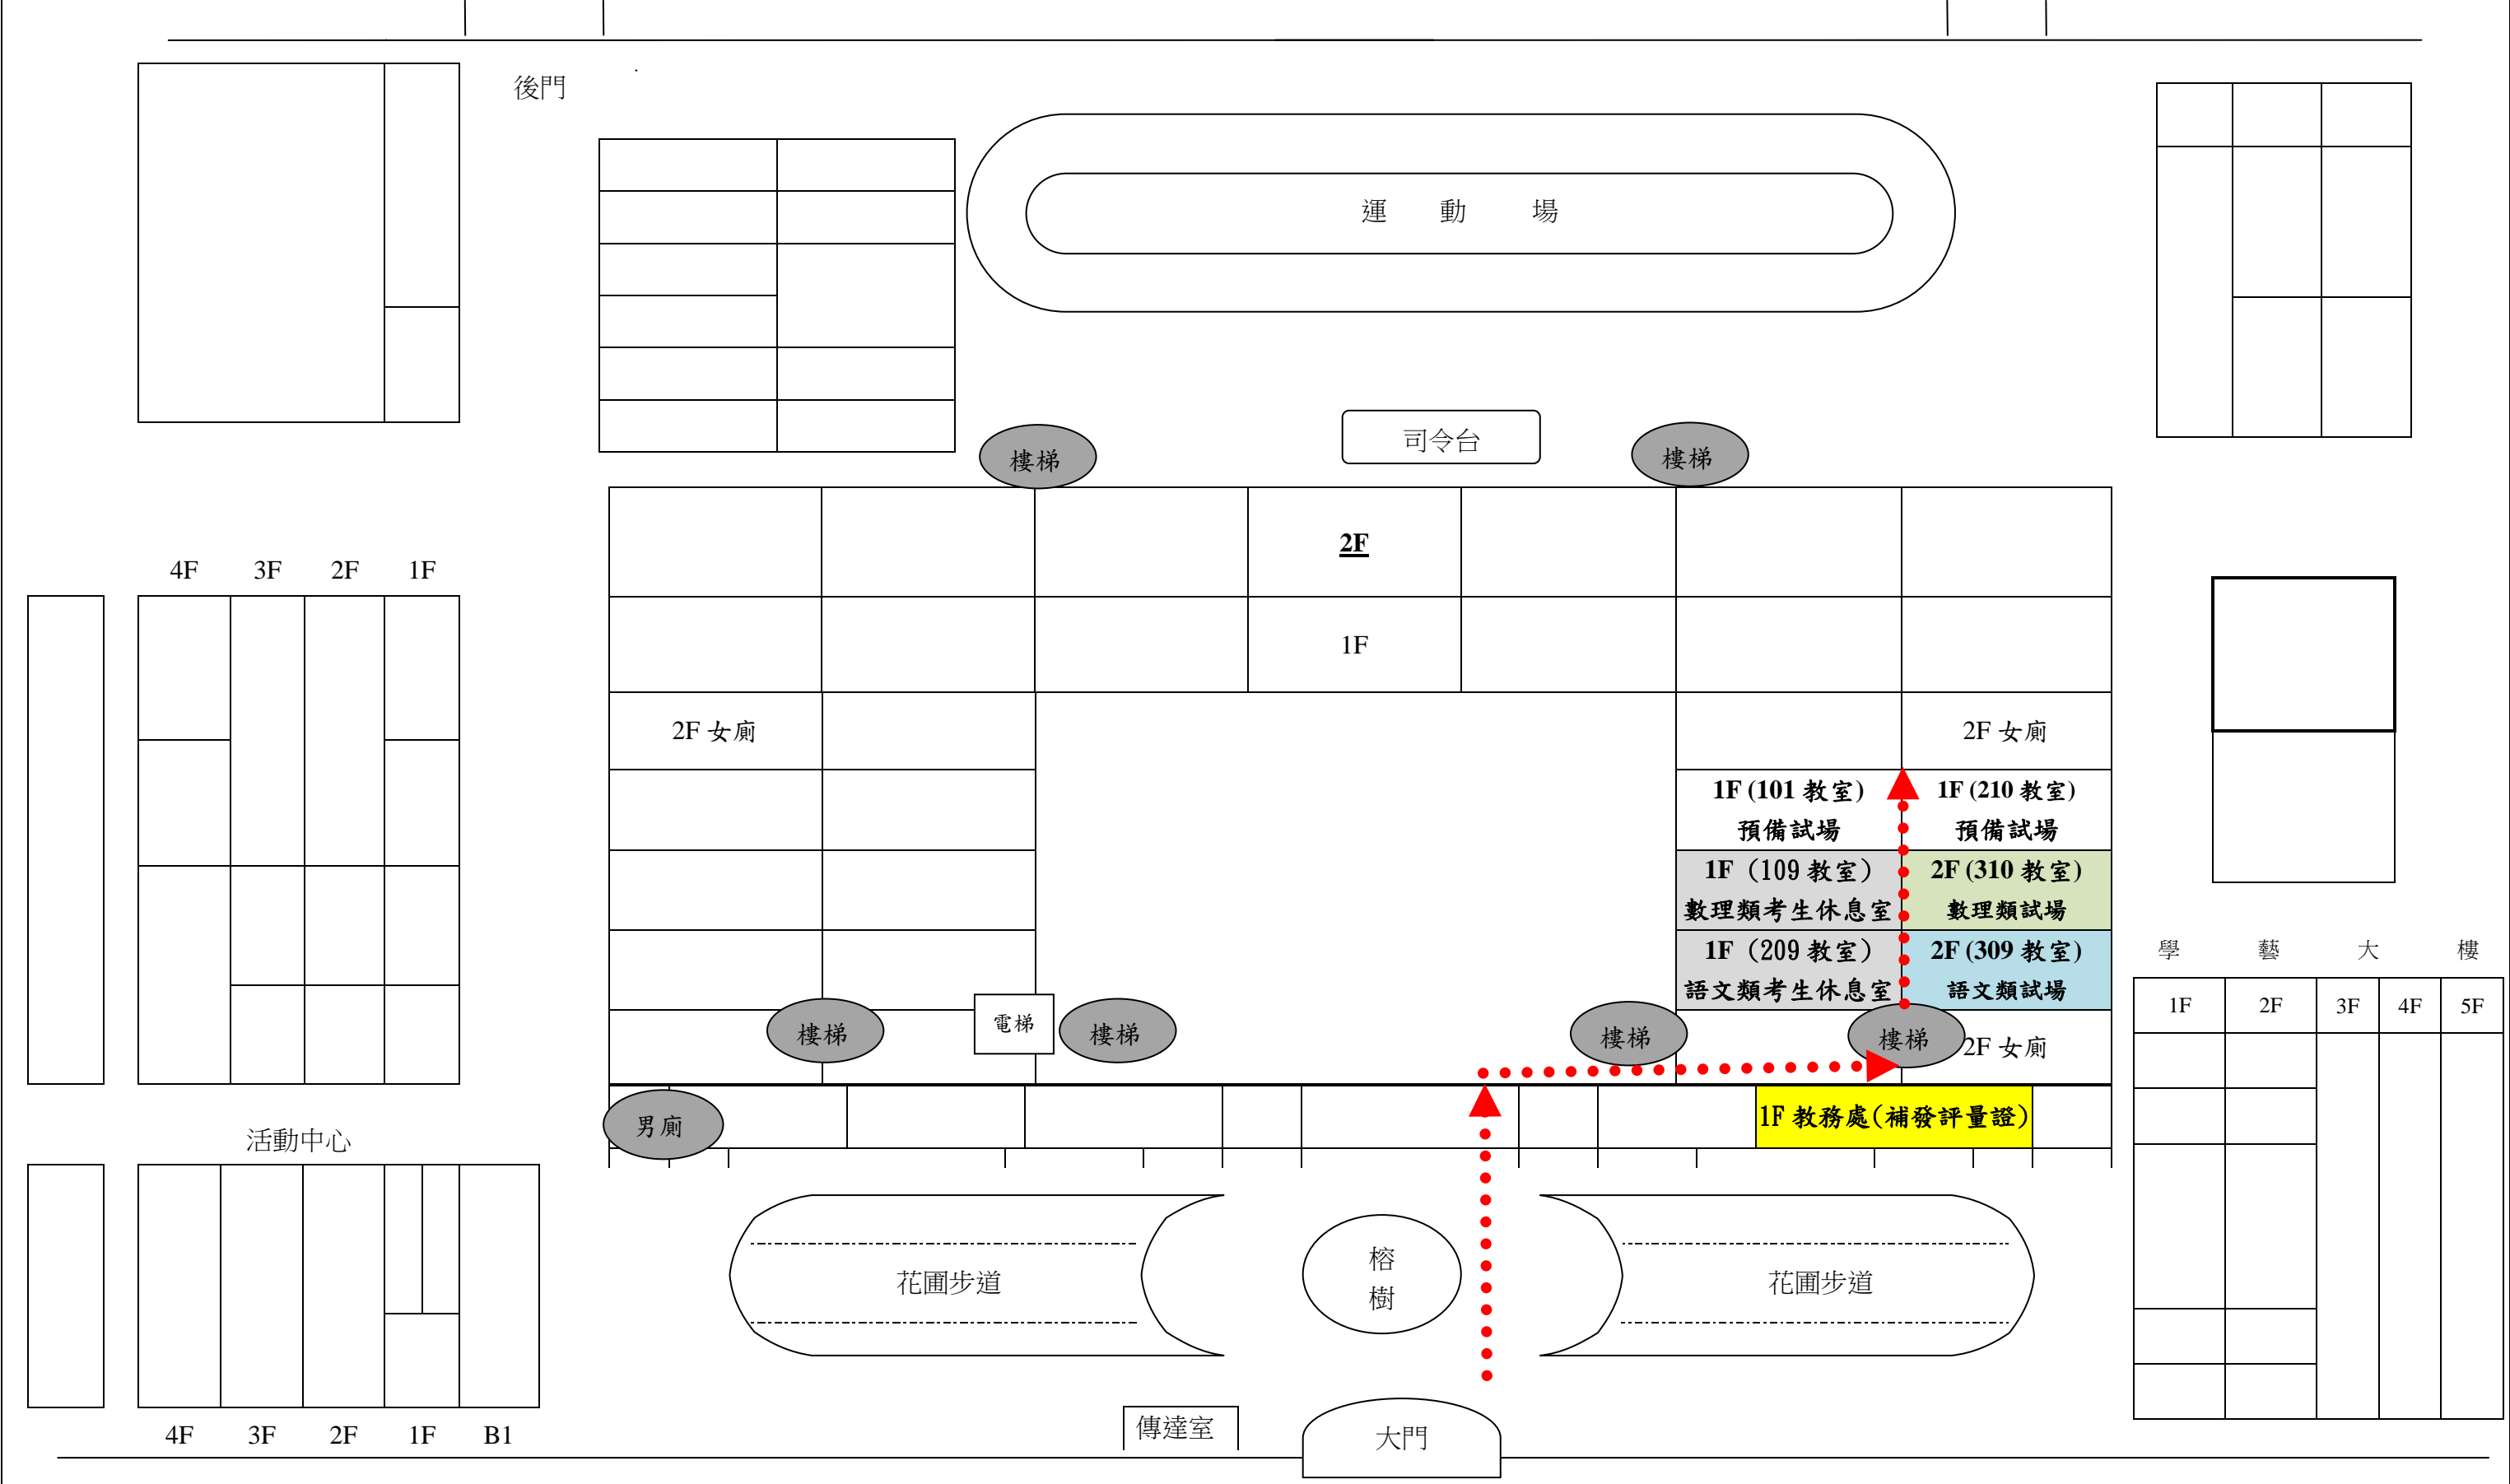 後門
運 動 場
司令台
樓梯
樓梯
2F
4F 3F 2F 1F
1F
2F 女廁
2F 女廁
1F (101 教室)
預備試場
1F (210 教室)
預備試場
1F (109 教室)
數理類考生休息室
2F (310 教室)
數理類試場
1F (209 教室)
語文類考生休息室
2F (309 教室)
語文類試場
學 藝 大 樓
1F 2F 3F 4F 5F
樓梯
電梯
樓梯
樓梯
樓梯
2F 女廁
男廁
1F 教務處(補發評量證)
活動中心
花圃步道
榕
樹
花圃步道
4F 3F 2F 1F B1
傳達室
大門